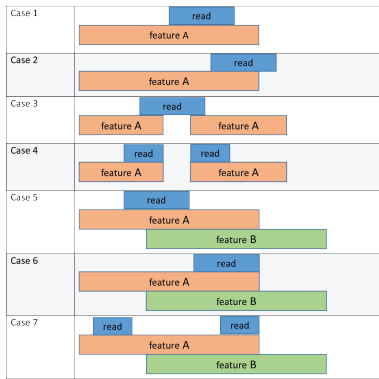 Case 1
read
feature A
Case 2
read
feature A
Case 3
read
feature A feature A
Case 4
read read
feature A feature A
Case 5
read
feature A
feature B
Case 6
read
feature A
feature B
Case 7
read read
feature A
feature B